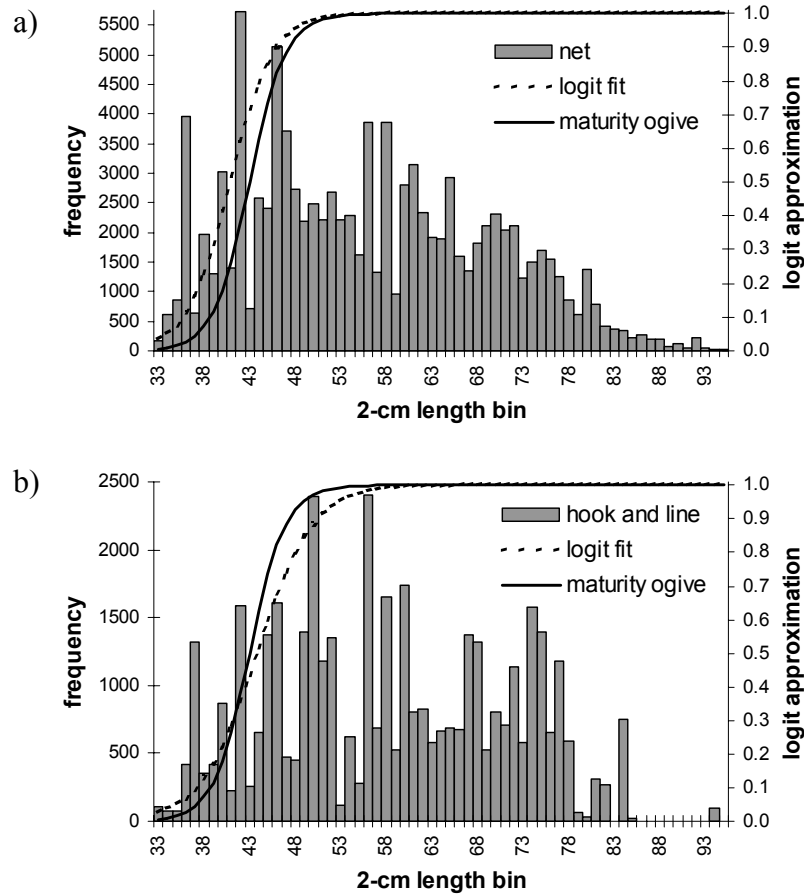 a)
5500
5000
4500
4000
3500
3000
2500
2000
1500
1000
500
0
frequency
net
logit fit
maturity ogive
1.0
0.9
0.8
0.7
0.6
0.5
0.4
0.3
0.2
0.1
0.0
logit approximation
33 38 43 48 53 58 63 68 73 78 83 88 93
2-cm length bin
b)
2500
2000
1500
1000
500
0
frequency
hook and line
logit fit
maturity ogive
1.0
0.9
0.8
0.7
0.6
0.5
0.4
0.3
0.2
0.1
0.0
logit approximation
33 38 43 48 53 58 63 68 73 78 83 88 93
2-cm length bin